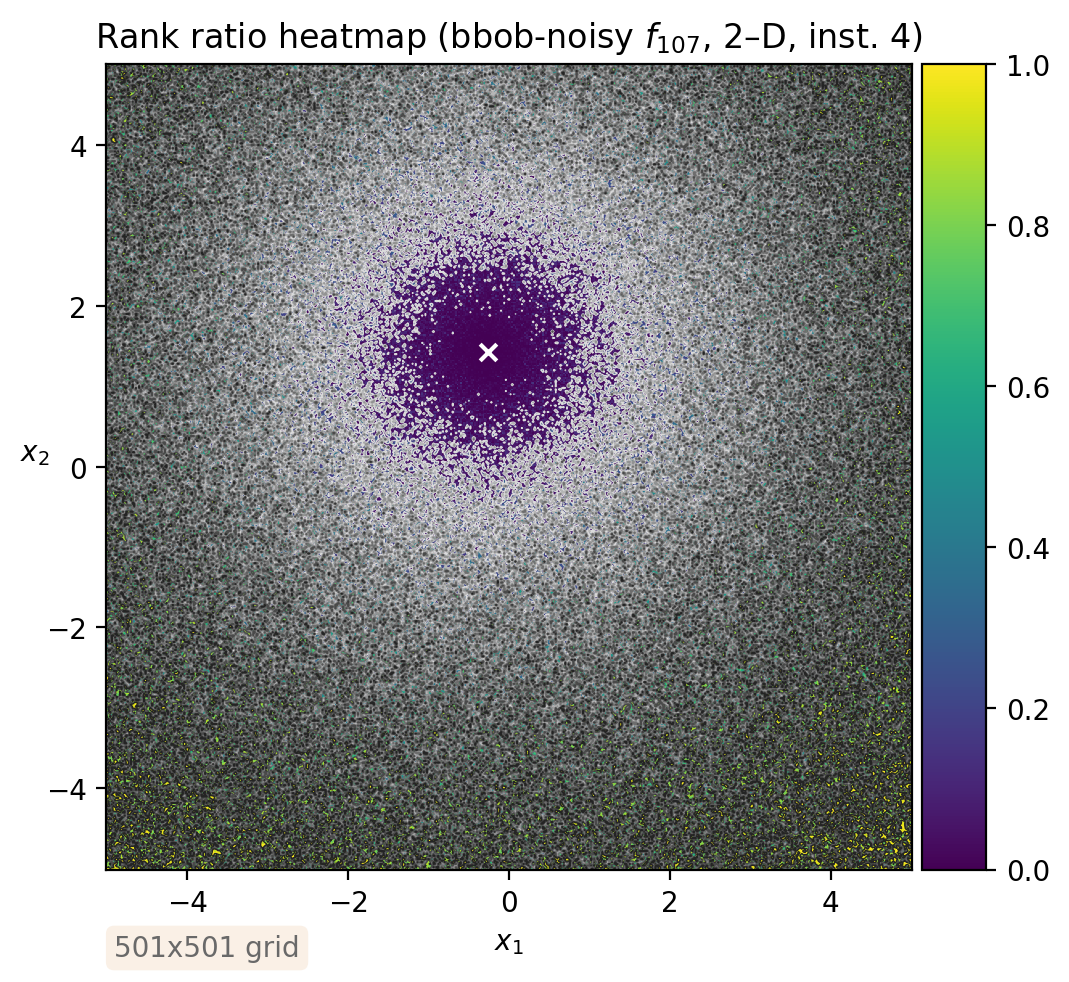 Rank ratio heatmap (bbob-noisy f107, 2–D, inst. 4)
1.0
0.8
0.6
0.4
0.2
0.0
4
2
0
−2
−4
x2
−4 −2 0 2 4
x1
501x501 grid